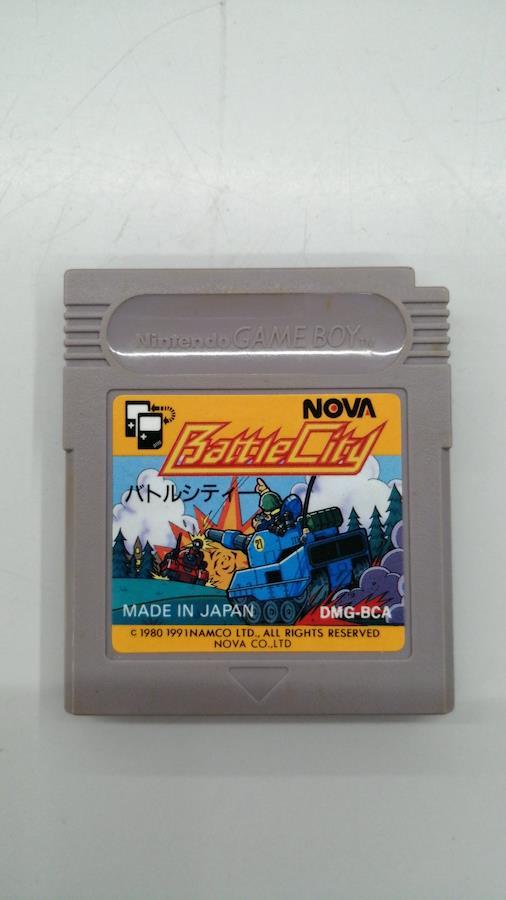 Nintendo GAME BOY TM
NOVA
Battle City
バトルシティー
21
MADE IN JAPAN DMG-BCA
© 1980 1991 NAMCO LTD., ALL RIGHTS RESERVED
NOVA CO.,LTD